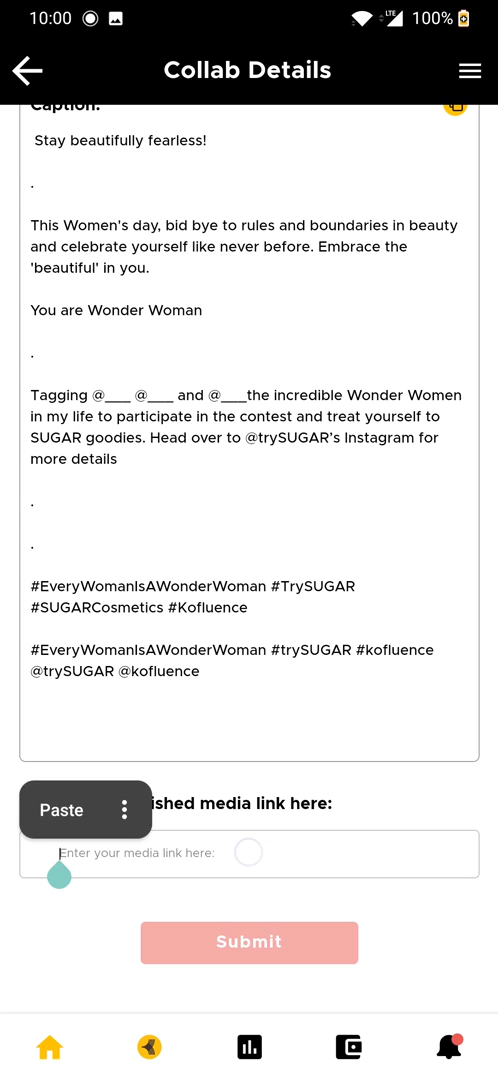 10:00
LTE
100%
Collab Details
Caption:
Stay beautifully fearless!
.
This Women's day, bid bye to rules and boundaries in beauty
and celebrate yourself like never before. Embrace the
'beautiful' in you.
You are Wonder Woman
.
Tagging @___ @___ and @___the incredible Wonder Women
in my life to participate in the contest and treat yourself to
SUGAR goodies. Head over to @trySUGAR's Instagram for
more details
.
.
#EveryWomanIsAWonderWoman #TrySUGAR
#SUGARCosmetics #Kofluence
#EveryWomanIsAWonderWoman #trySUGAR #kofluence
@trySUGAR @kofluence
Paste
ished media link here:
Enter your media link here:
Submit